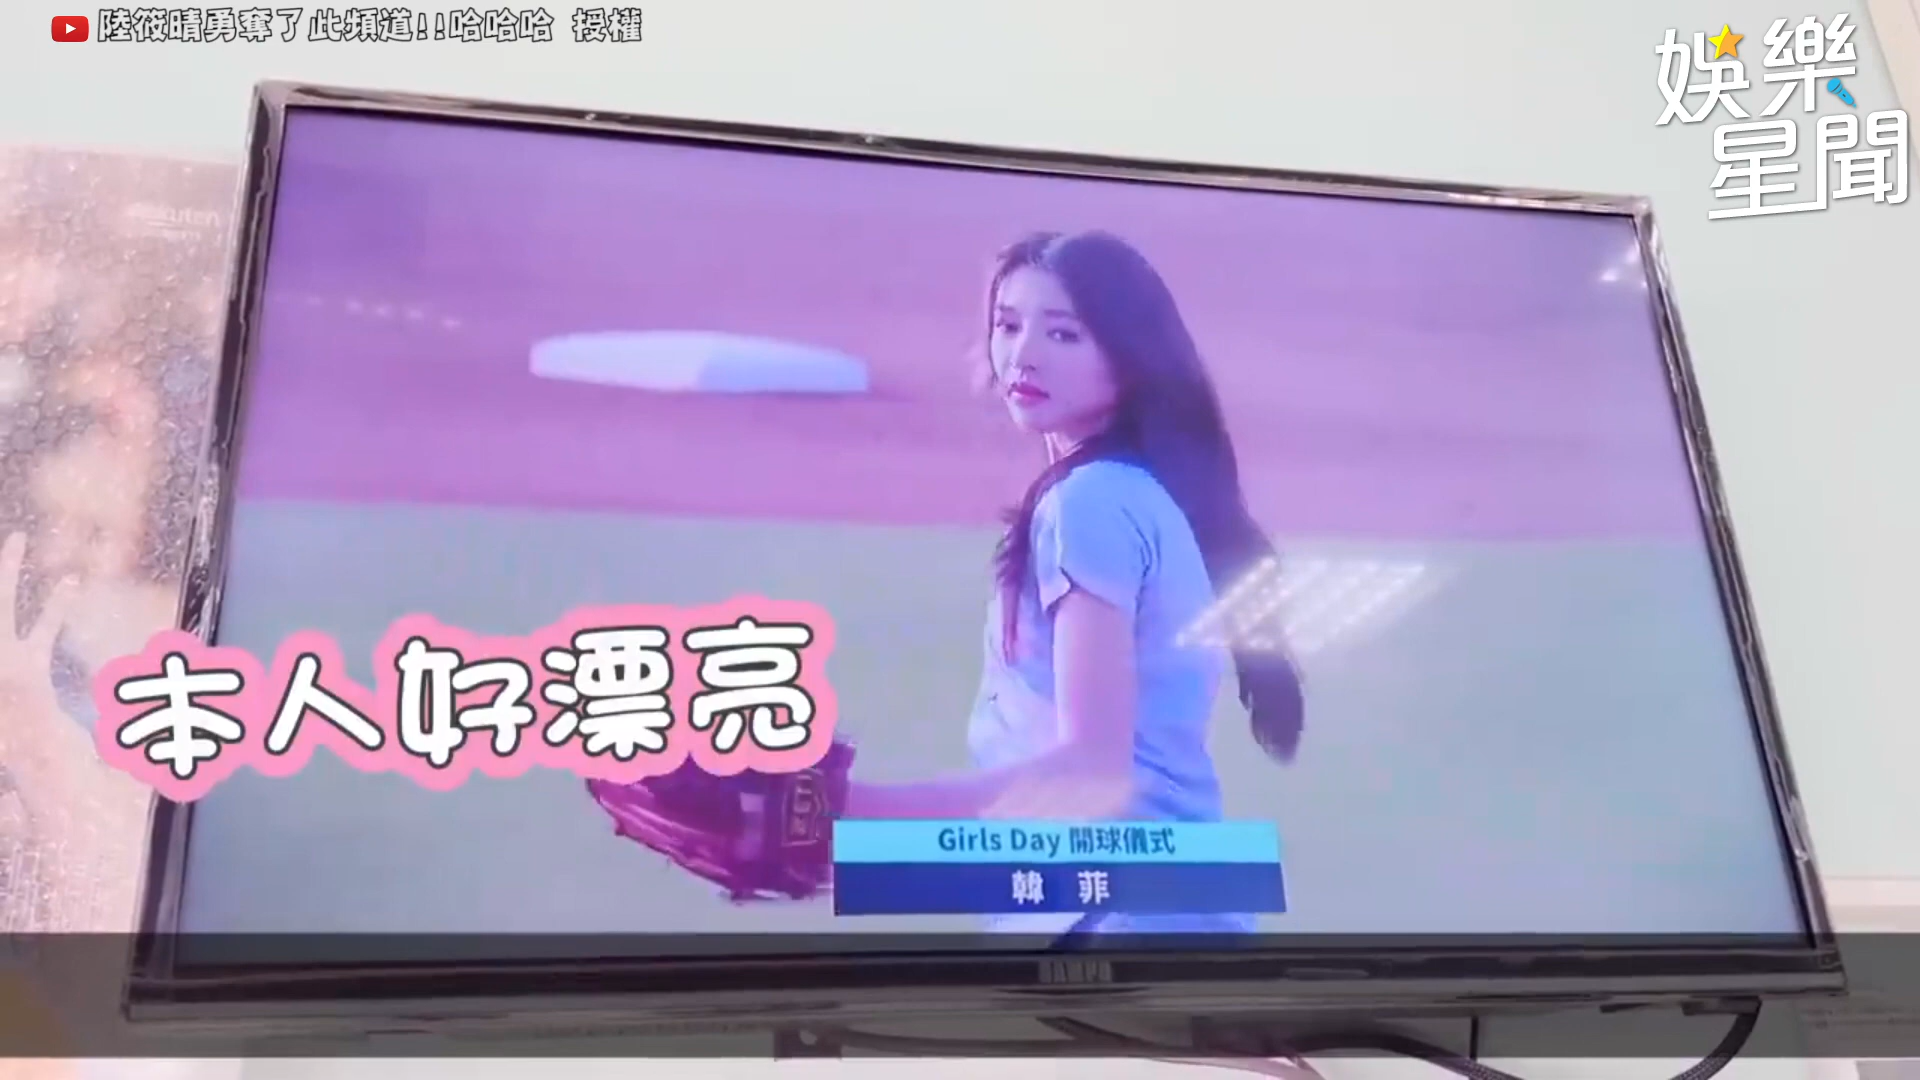 陸筱晴勇奪了此頻道!!哈哈哈 授權
娛樂
星聞
Rakuten
本人好漂亮
Girls Day 開球儀式
韓 菲
SAMPO